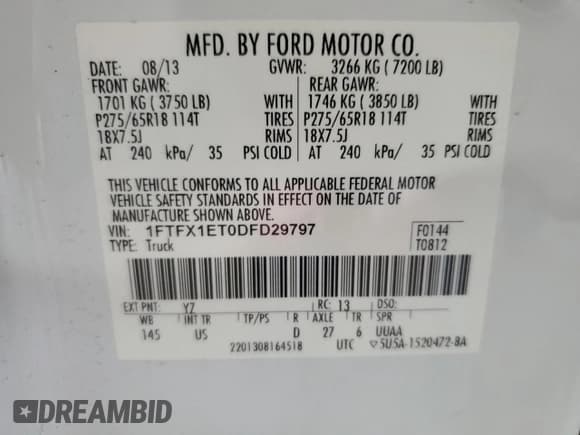 MFD. BY FORD MOTOR CO.
DATE: 08/13 GVWR: 3266 KG ( 7200 LB)
FRONT GAWR: REAR GAWR:
1701 KG ( 3750 LB) WITH 1746 KG ( 3850 LB) WITH
P275/65R18 114T TIRES P275/65R18 114T TIRES
18X7.5J RIMS 18X7.5J RIMS
AT 240 kPa/ 35 PSI COLD AT 240 kPa/ 35 PSI COLD
THIS VEHICLE CONFORMS TO ALL APPLICABLE FEDERAL MOTOR
VEHICLE SAFETY STANDARDS IN EFFECT ON THE DATE OF
MANUFACTURE SHOWN ABOVE.
VIN: 1FTFX1ET0DFD29797 F0144
TYPE: Truck T0812
EXT PNT: YZ RC: 13 DSO:
WB INT TR TP/PS R AXLE TR SPR
145 US D 27 6 UUAA
2201308164518 UTC ▽5U5A-1520472-BA
DREAMBID